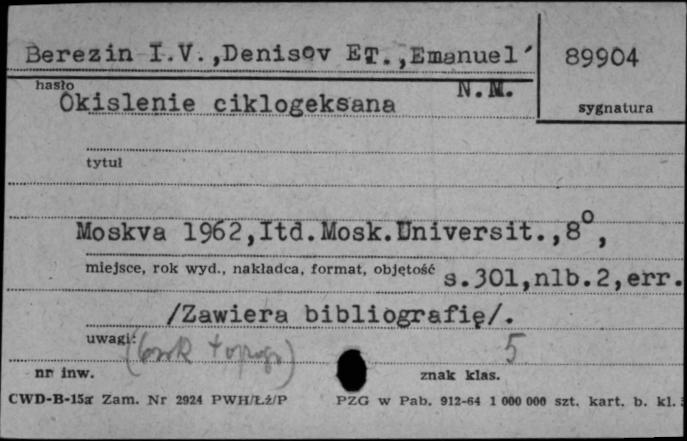 Berezin I.V.,Denisov ET.,Emanuel' 89904
hasło N.M.
Okislenie ciklogeksana sygnatura
tytuł
Moskva 1962,Itd.Mosk.Universit.,8°,
miejsce, rok wyd., nakładca, format, objętość s.301,nlb.2,err.
/Zawiera bibliografię/.
uwagi: 5
nr inw. znak klas.
CWD-B-15a Zam. Nr 2924 PWH/Łź/P PZG w Pab. 912-64 1 000 000 szt. kart. b. kl.